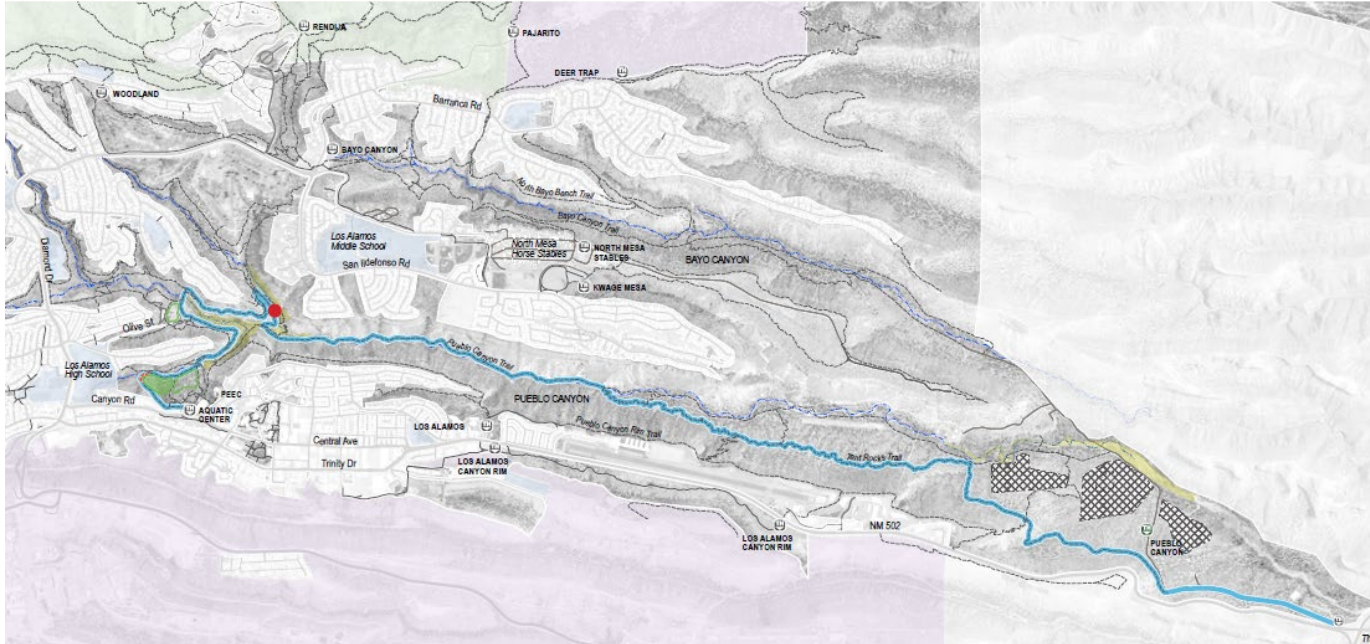 RENDIJA
PAJARITO
DEER TRAP
WOODLAND
Barranca Rd
BAYO CANYON
North Bayo Bench Trail
Bayo Canyon Trail
Los Alamos
Middle School
North Mesa
Horse Stables
NORTH MESA
STABLES
BAYO CANYON
San Ildefonso Rd
Diamond Dr
KWAGE MESA
Olive St
Pueblo Canyon Trail
Los Alamos
High School
PEEC
Canyon Rd
AQUATIC
CENTER
PUEBLO CANYON
LOS ALAMOS
Pueblo Canyon Rim Trail
Central Ave
Trinity Dr
LOS ALAMOS
CANYON RIM
Tent Rocks Trail
NM 502
LOS ALAMOS
CANYON RIM
PUEBLO
CANYON